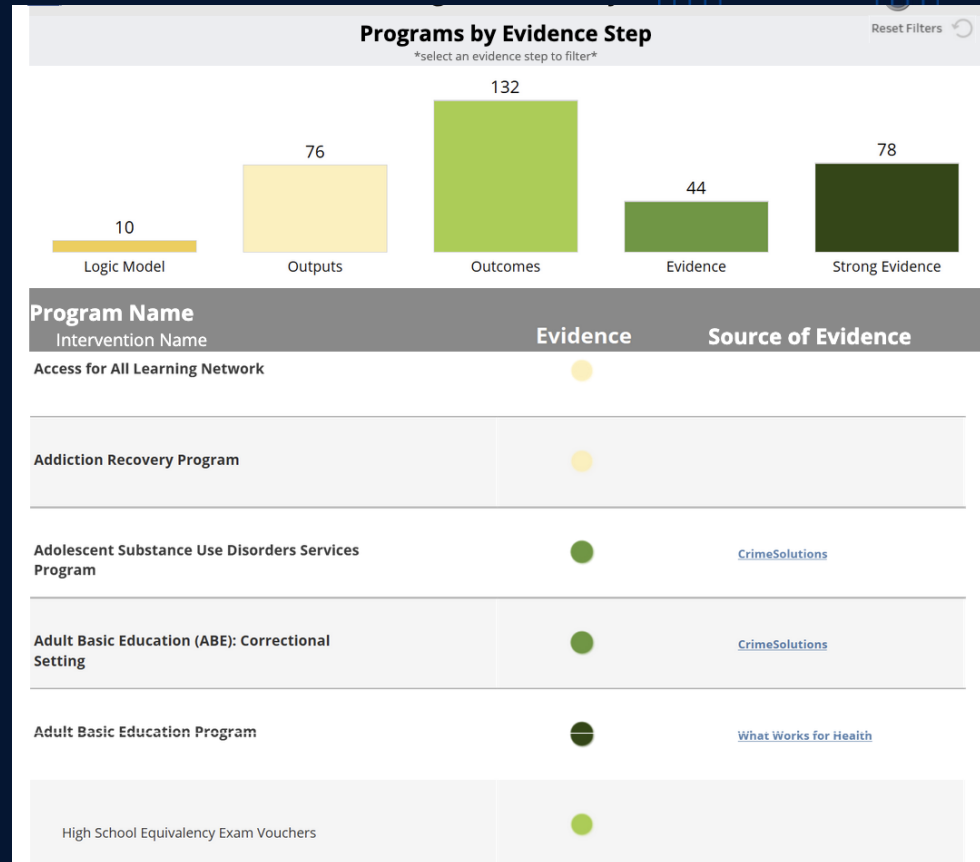 Programs by Evidence Step
Reset Filters
*select an evidence step to filter*
132
76
78
44
10
Logic Model
Outputs
Outcomes
Evidence
Strong Evidence
Program Name
Intervention Name
Evidence
Source of Evidence
Access for All Learning Network
Addiction Recovery Program
Adolescent Substance Use Disorders Services
Program
CrimeSolutions
Adult Basic Education (ABE): Correctional
Setting
CrimeSolutions
Adult Basic Education Program
What Works for Health
High School Equivalency Exam Vouchers